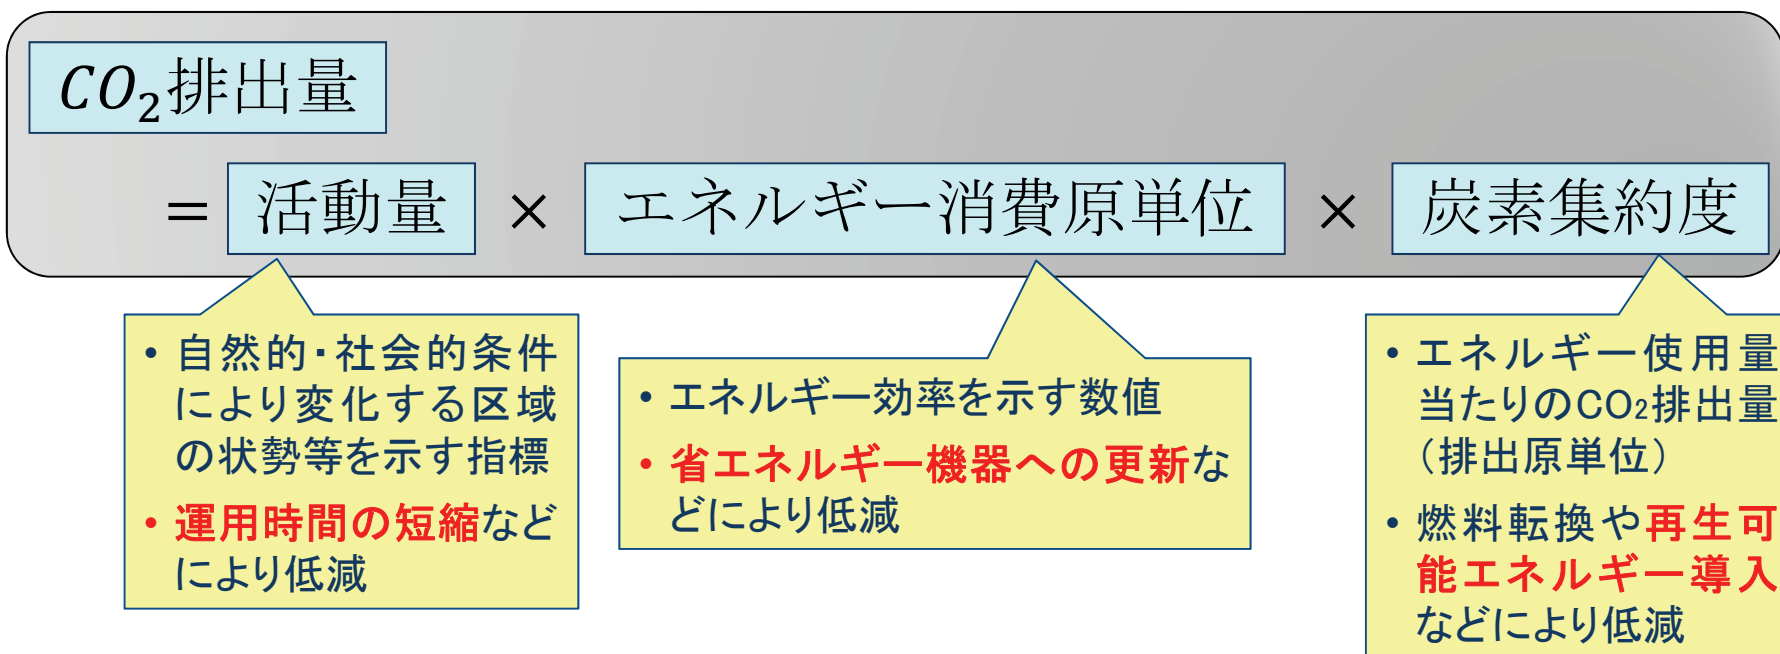 CO₂排出量
= 活動量 × エネルギー消費原単位 × 炭素集約度
• 自然的・社会的条件
により変化する区域
の状勢等を示す指標
• 運用時間の短縮など
により低減
• エネルギー効率を示す数値
• 省エネルギー機器への更新な
どにより低減
• エネルギー使用量
当たりのCO₂排出量
（排出原単位）
• 燃料転換や再生可
能エネルギー導入
などにより低減